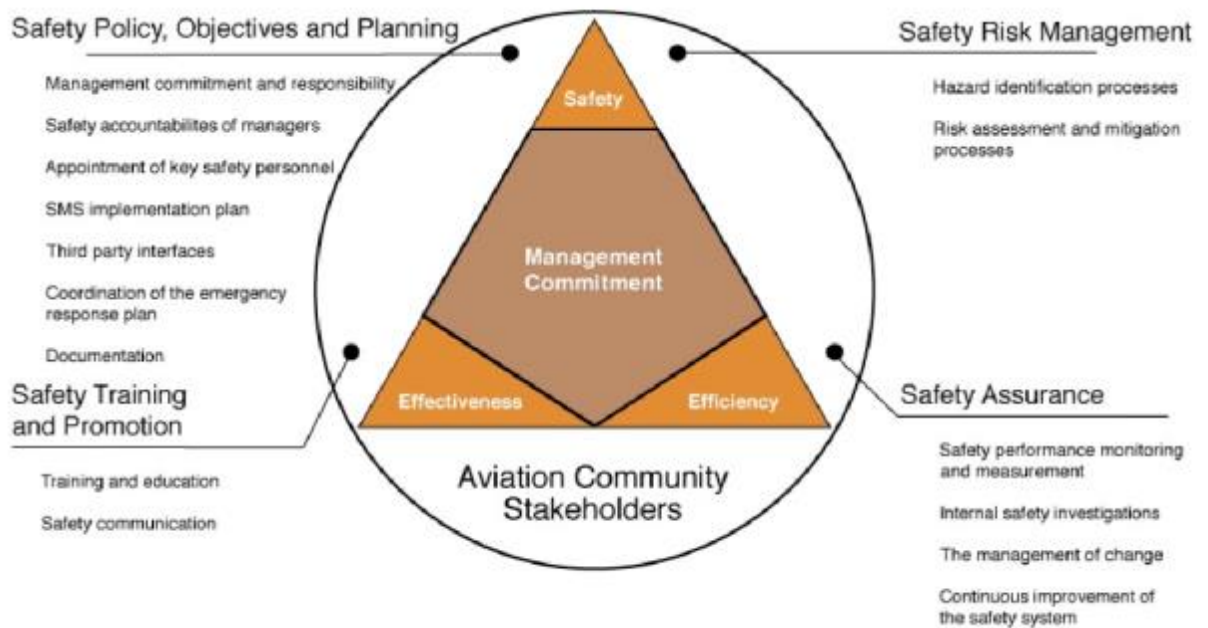 Safety Policy, Objectives and Planning
Management commitment and responsibility
Safety accountabilites of managers
Appointment of key safety personnel
SMS implementation plan
Third party interfaces
Coordination of the emergency
response plan
Documentation
Safety Training
and Promotion
Training and education
Safety communication
Safety
Management
Commitment
Effectiveness
Efficiency
Aviation Community
Stakeholders
Safety Risk Management
Hazard identification processes
Risk assessment and mitigation
processes
Safety Assurance
Safety performance monitoring
and measurement
Internal safety investigations
The management of change
Continuous improvement of
the safety system